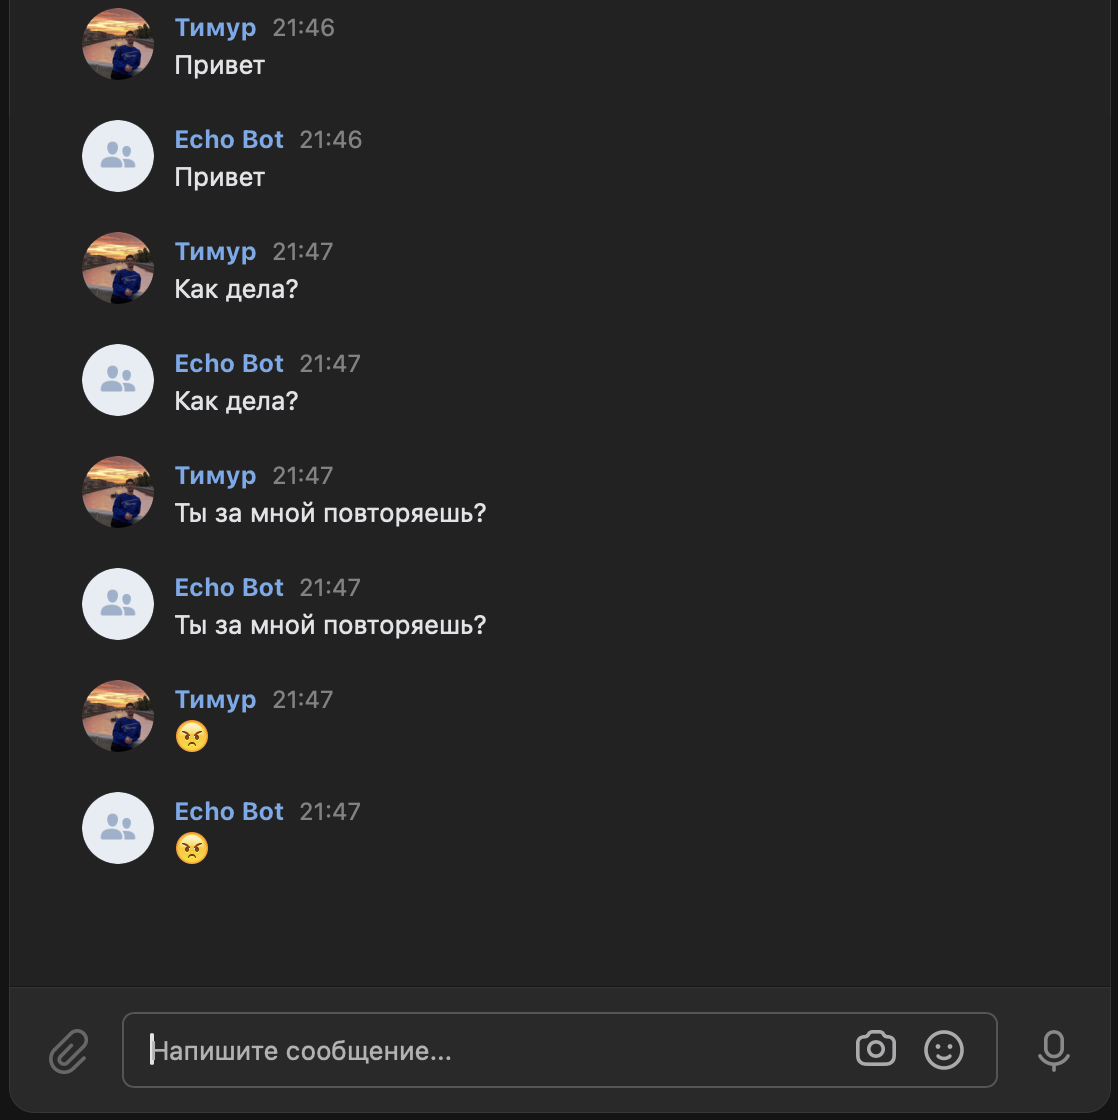 Тимур 21:46
Привет
Echo Bot 21:46
Привет
Тимур 21:47
Как дела?
Echo Bot 21:47
Как дела?
Тимур 21:47
Ты за мной повторяешь?
Echo Bot 21:47
Ты за мной повторяешь?
Тимур 21:47
😠
Echo Bot 21:47
😠
Напишите сообщение...